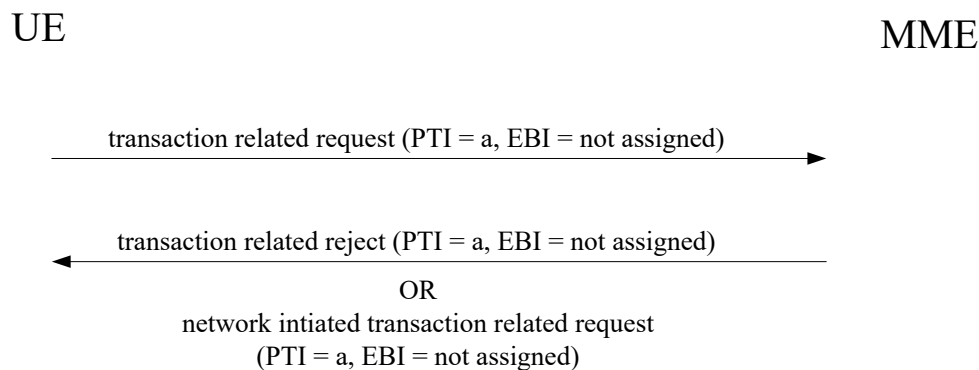 UE
MME
transaction related request (PTI = a, EBI = not assigned)
transaction related reject (PTI = a, EBI = not assigned)
OR
network intiated transaction related request
(PTI = a, EBI = not assigned)